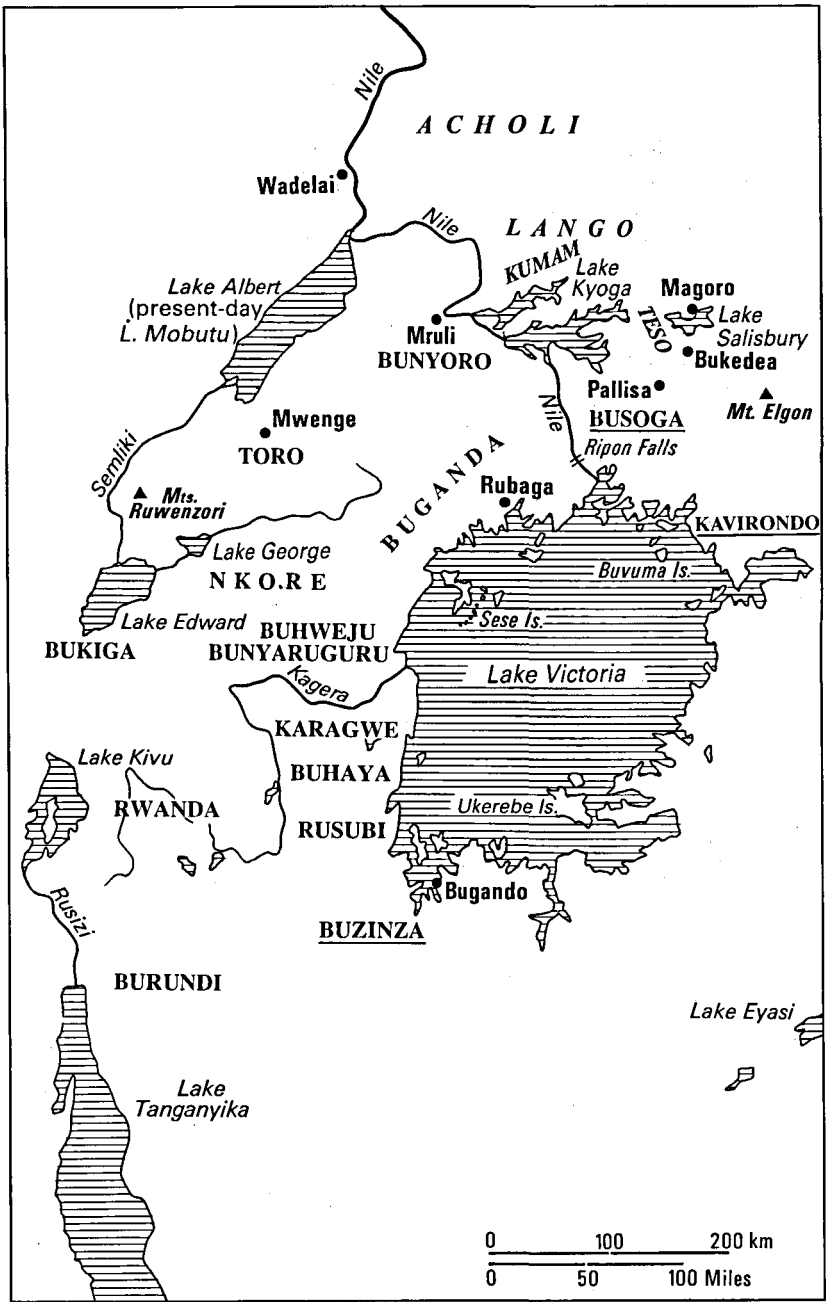 Nile
ACHOLI
Wadelai
Nile
LANGO
KUMAM
Lake
Kyoga
Lake Albert
(present-day
L. Mobutu)
Magoro
TESO
Lake
Salisbury
Mruli
BUNYORO
Bukedea
Pallisa
Mt. Elgon
Nile
BUSOGA
Mwenge
TORO
Semliki
Ripon Falls
BUGANDA
Rubaga
Mts.
Ruwenzori
KAVIRONDO
Lake George
NKO.RE
Buvuma Is.
Lake Edward
Sese Is.
BUKIGA
BUHWEJU
BUNYARUGURU
Lake Victoria
Kagera
KARAGWE
Lake Kivu
BUHAYA
RWANDA
Ukerebe Is.
RUSUBI
Bugando
Rusizi
BUZINZA
BURUNDI
Lake Eyasi
Lake
Tanganyika
0 100 200 km
0 50 100 Miles